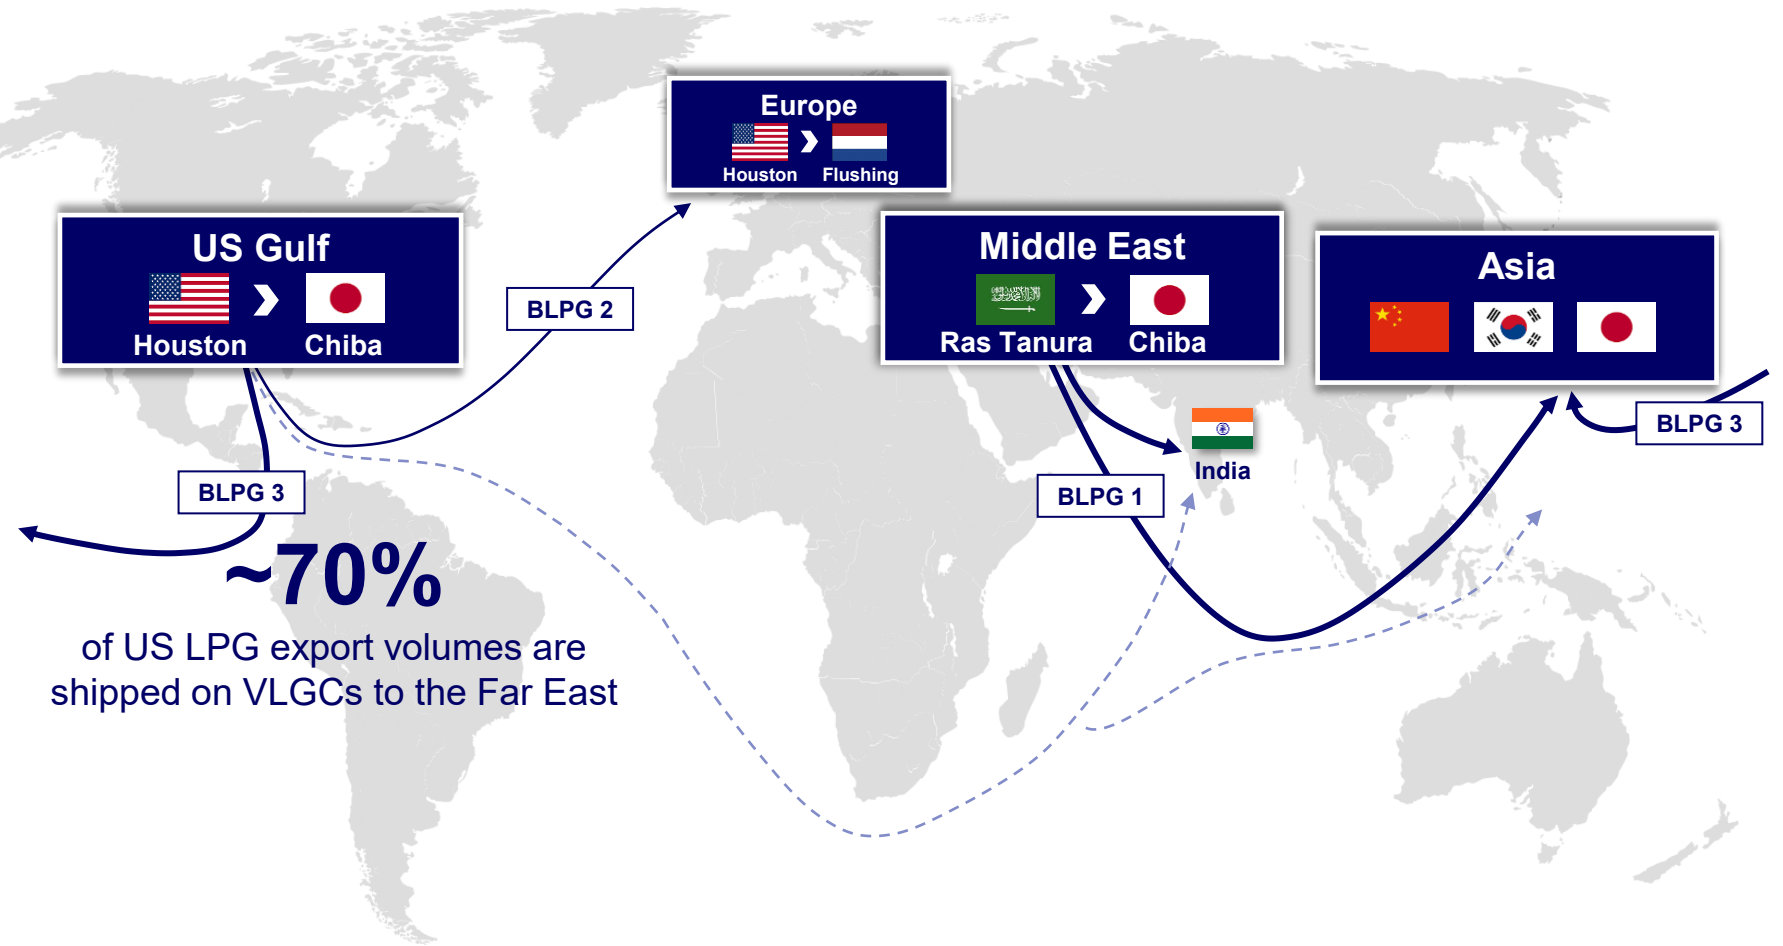 Europe
Houston Flushing
US Gulf
Houston Chiba
Middle East
Ras Tanura Chiba
Asia
BLPG 2
BLPG 3
India
BLPG 3
BLPG 1
~70%
of US LPG export volumes are
shipped on VLGCs to the Far East